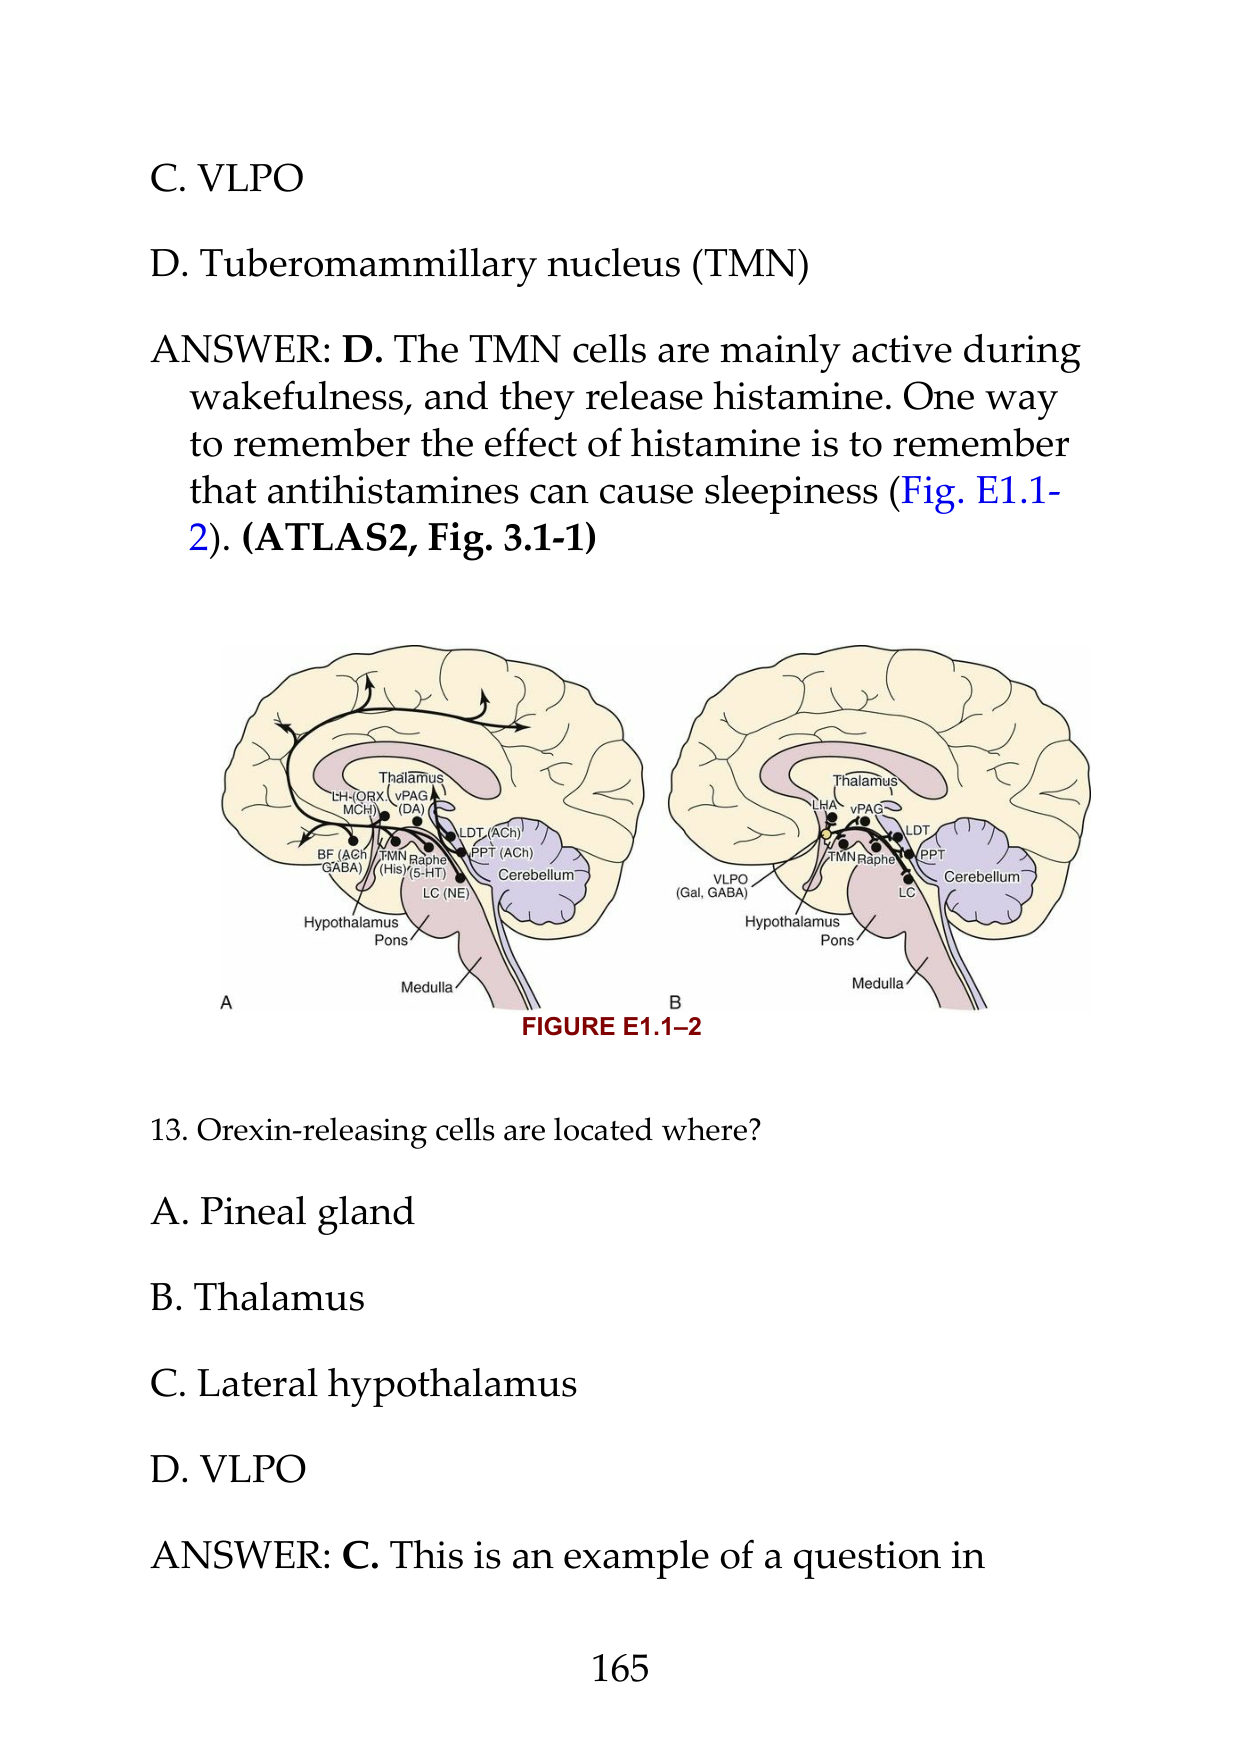 C. VLPO
D. Tuberomammillary nucleus (TMN)
ANSWER: D. The TMN cells are mainly active during
wakefulness, and they release histamine. One way
to remember the effect of histamine is to remember
that antihistamines can cause sleepiness (Fig. E1.1-
2). (ATLAS2, Fig. 3.1-1)
Thalamus
LH-(ORX. vPAG
MCH) (DA)
LDT (ACh)
PPT (ACh)
BF (ACh TMN Raphe
GABA) (His) (5-HT)
Cerebellum
LC (NE)
Hypothalamus
Pons
Medulla
A
Thalamus
LHA vPAG
LDT
TMN Raphe PPT
Cerebellum
VLPO
(Gal, GABA)
LC
Hypothalamus
Pons
Medulla
B
FIGURE E1.1–2
13. Orexin-releasing cells are located where?
A. Pineal gland
B. Thalamus
C. Lateral hypothalamus
D. VLPO
ANSWER: C. This is an example of a question in
165